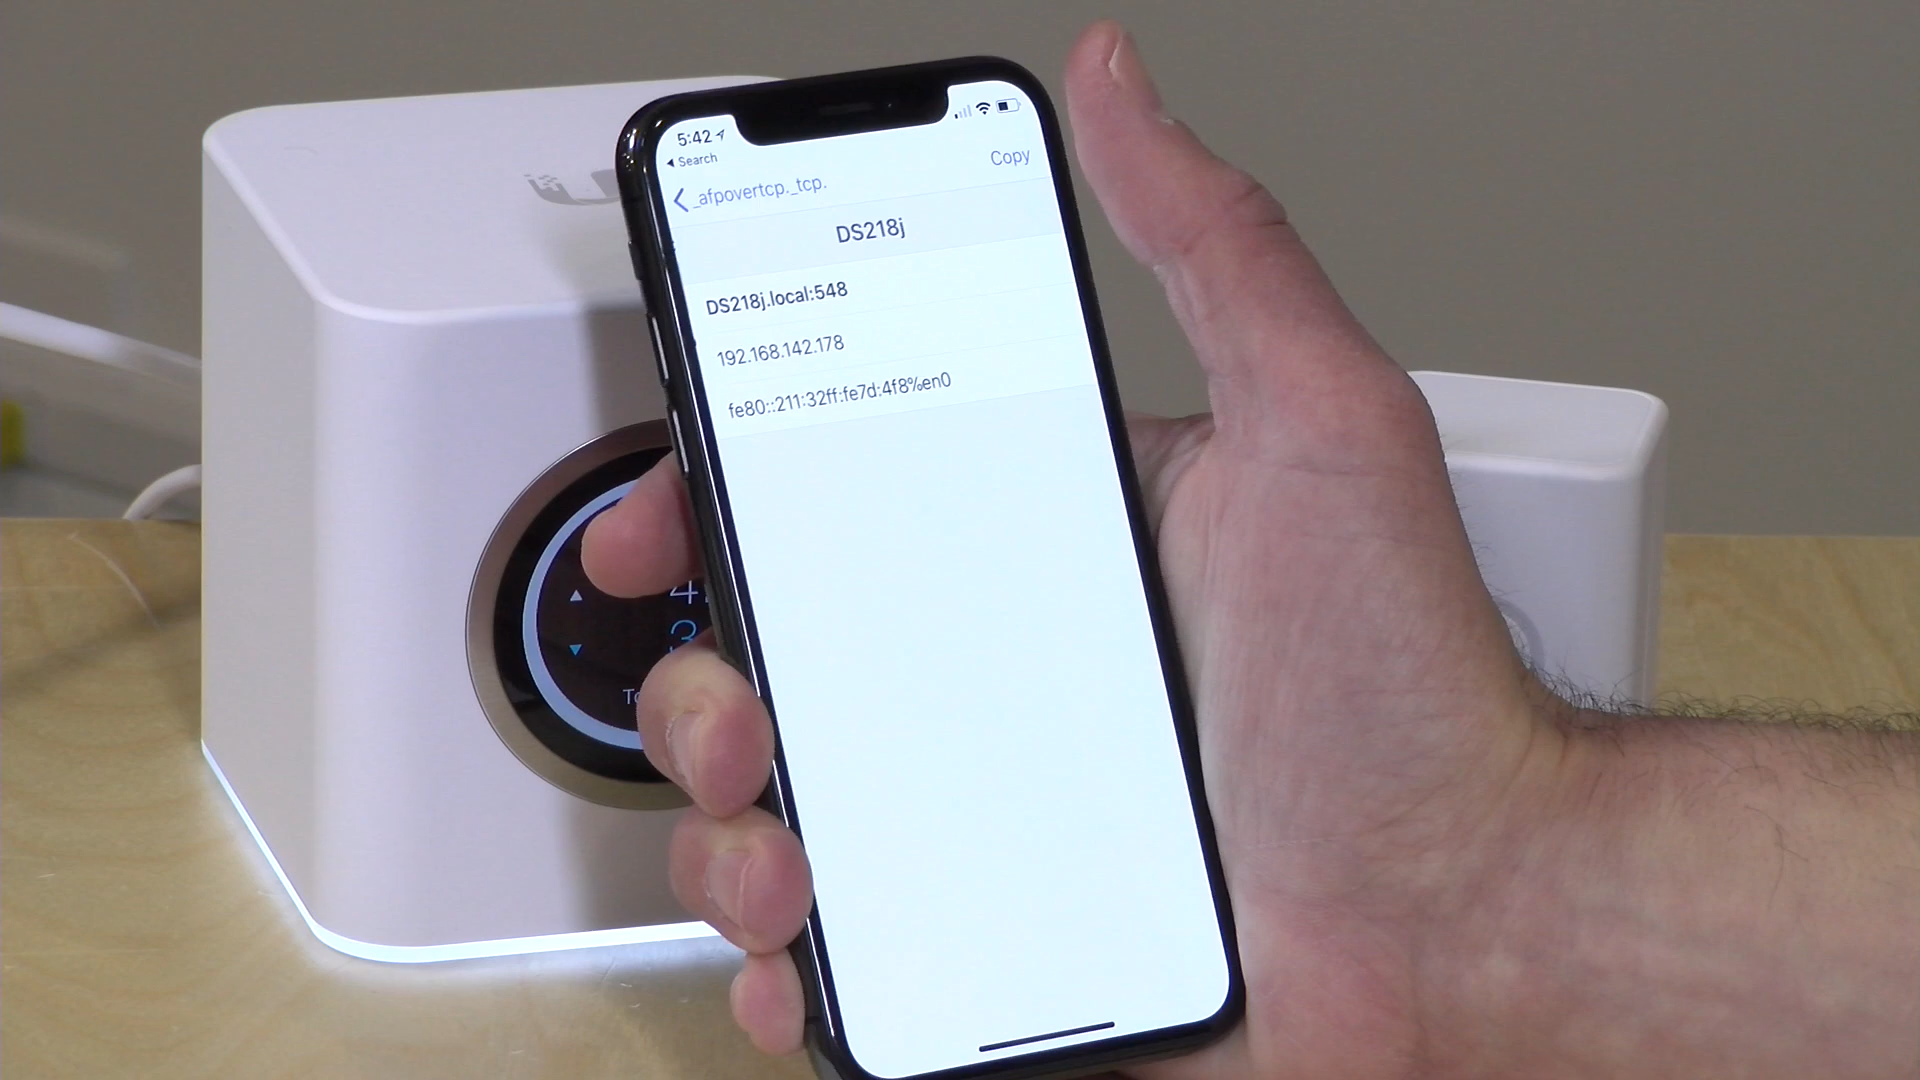 5:42
Search
Copy
_afpovertcp._tcp.
DS218j
DS218j.local:548
192.168.142.178
fe80::211:32ff:fe7d:4f8%en0